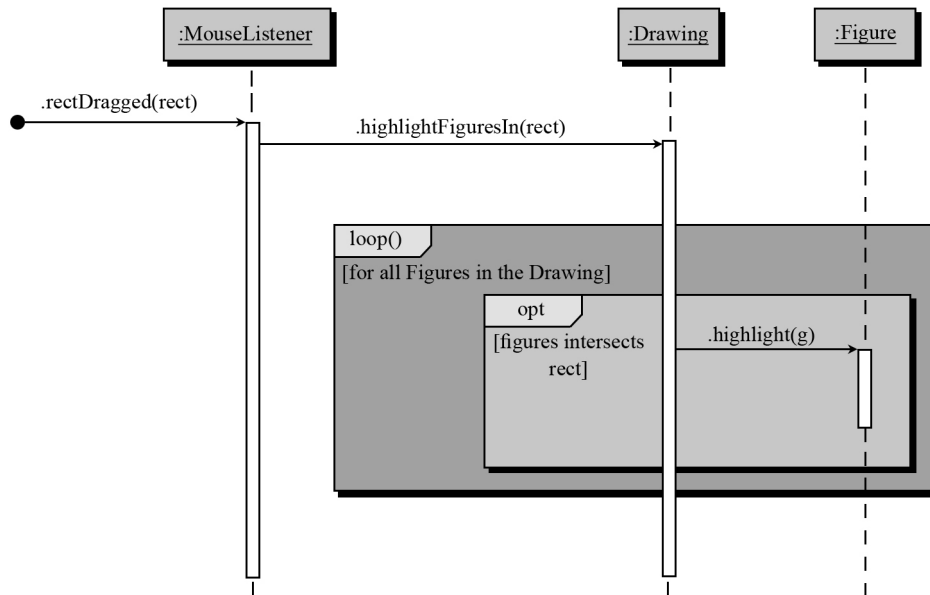 :MouseListener
:Drawing
:Figure
.rectDragged(rect)
.highlightFiguresIn(rect)
loop()
[for all Figures in the Drawing]
opt
[figures intersects
rect]
.highlight(g)